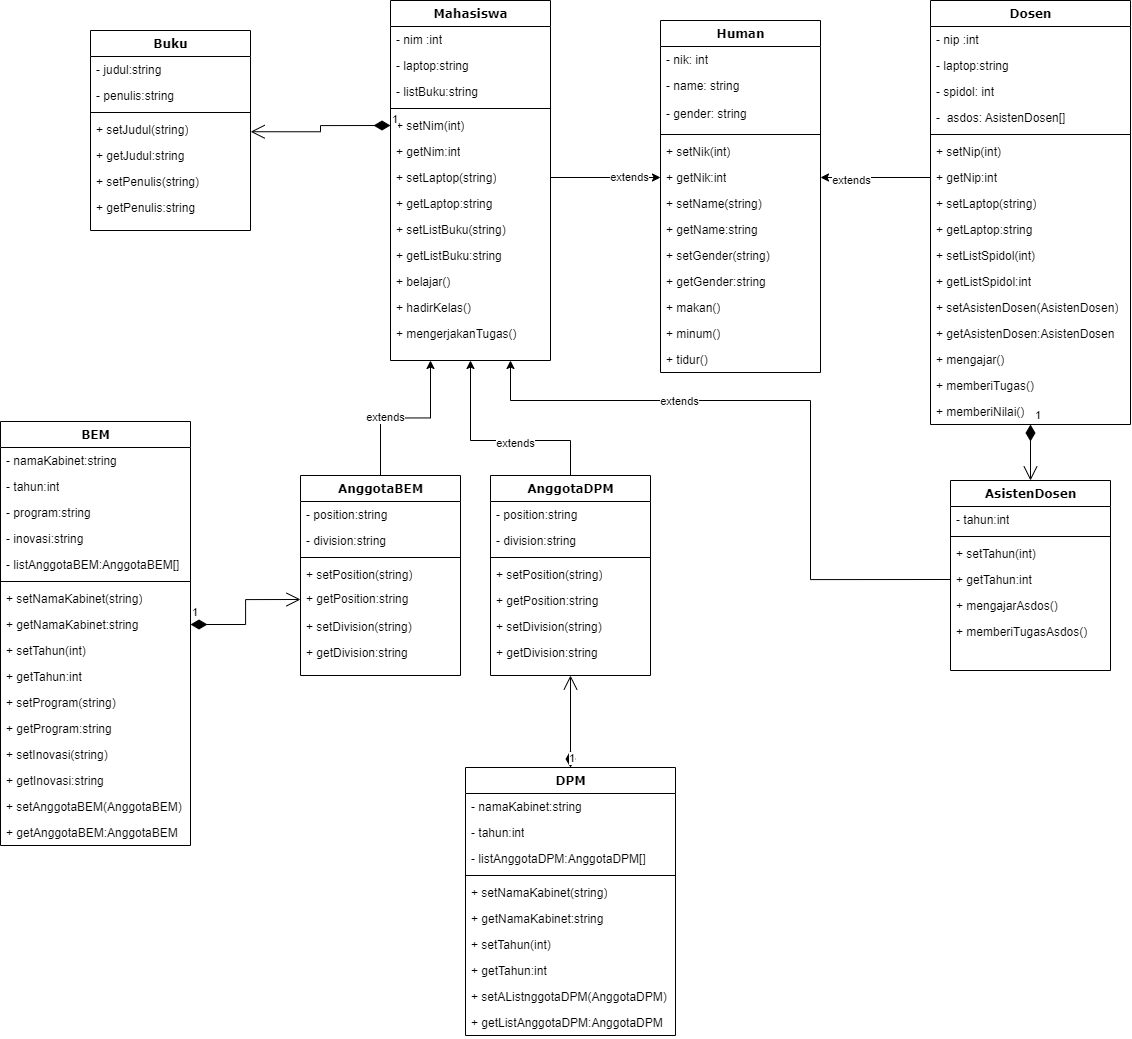 Buku
- judul:string
- penulis:string
+ setJudul(string)
+ getJudul:string
+ setPenulis(string)
+ getPenulis:string
Mahasiswa
- nim :int
- laptop:string
- listBuku:string
1
+ setNim(int)
+ getNim:int
+ setLaptop(string)
+ getLaptop:string
+ setListBuku(string)
+ getListBuku:string
+ belajar()
+ hadirKelas()
+ mengerjakanTugas()
extends
Human
- nik: int
- name: string
- gender: string
+ setNik(int)
+ getNik:int
+ setName(string)
+ getName:string
+ setGender(string)
+ getGender:string
+ makan()
+ minum()
+ tidur()
extends
Dosen
- nip :int
- laptop:string
- spidol: int
- asdos: AsistenDosen[]
+ setNip(int)
+ getNip:int
+ setLaptop(string)
+ getLaptop:string
+ setListSpidol(int)
+ getListSpidol:int
+ setAsistenDosen(AsistenDosen)
+ getAsistenDosen:AsistenDosen
+ mengajar()
+ memberiTugas()
+ memberiNilai()
1
extends
extends
extends
BEM
- namaKabinet:string
- tahun:int
- program:string
- inovasi:string
- listAnggotaBEM:AnggotaBEM[]
+ setNamaKabinet(string)
+ getNamaKabinet:string
+ setTahun(int)
+ getTahun:int
+ setProgram(string)
+ getProgram:string
+ setInovasi(string)
+ getInovasi:string
+ setAnggotaBEM(AnggotaBEM)
+ getAnggotaBEM:AnggotaBEM
1
AnggotaBEM
- position:string
- division:string
+ setPosition(string)
+ getPosition:string
+ setDivision(string)
+ getDivision:string
AnggotaDPM
- position:string
- division:string
+ setPosition(string)
+ getPosition:string
+ setDivision(string)
+ getDivision:string
AsistenDosen
- tahun:int
+ setTahun(int)
+ getTahun:int
+ mengajarAsdos()
+ memberiTugasAsdos()
1
DPM
- namaKabinet:string
- tahun:int
- listAnggotaDPM:AnggotaDPM[]
+ setNamaKabinet(string)
+ getNamaKabinet:string
+ setTahun(int)
+ getTahun:int
+ setAListnggotaDPM(AnggotaDPM)
+ getListAnggotaDPM:AnggotaDPM